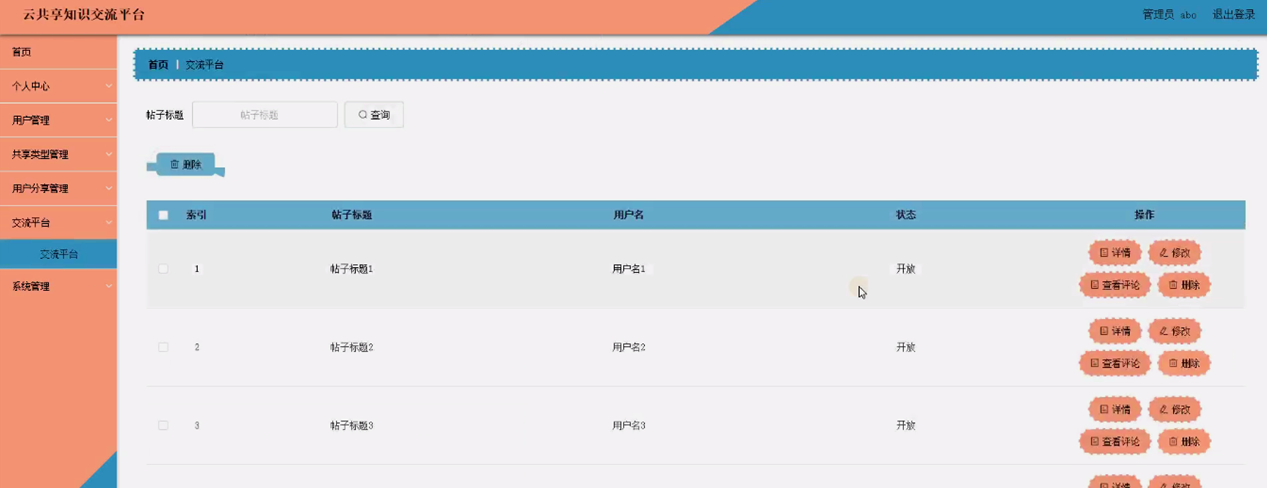 云共享知识交流平台
管理员 abo 退出登录
首页
个人中心
用户管理
共享类型管理
用户分享管理
交流平台
交流平台
系统管理
首页 | 交流平台
帖子标题 帖子标题 查询
删除
索引 帖子标题 用户名 状态 操作
1 帖子标题1 用户名1 开放 详情 修改
查看评论 删除
2 帖子标题2 用户名2 开放 详情 修改
查看评论 删除
3 帖子标题3 用户名3 开放 详情 修改
查看评论 删除
详情 修改